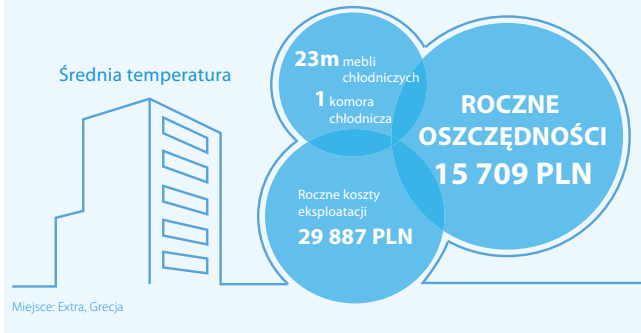 Średnia temperatura
23m mebli
chłodniczych
1 komora
chłodnicza
ROCZNE
OSZCZĘDNOŚCI
15 709 PLN
Roczne koszty
eksploatacji
29 887 PLN
Miejsce: Extra, Grecja